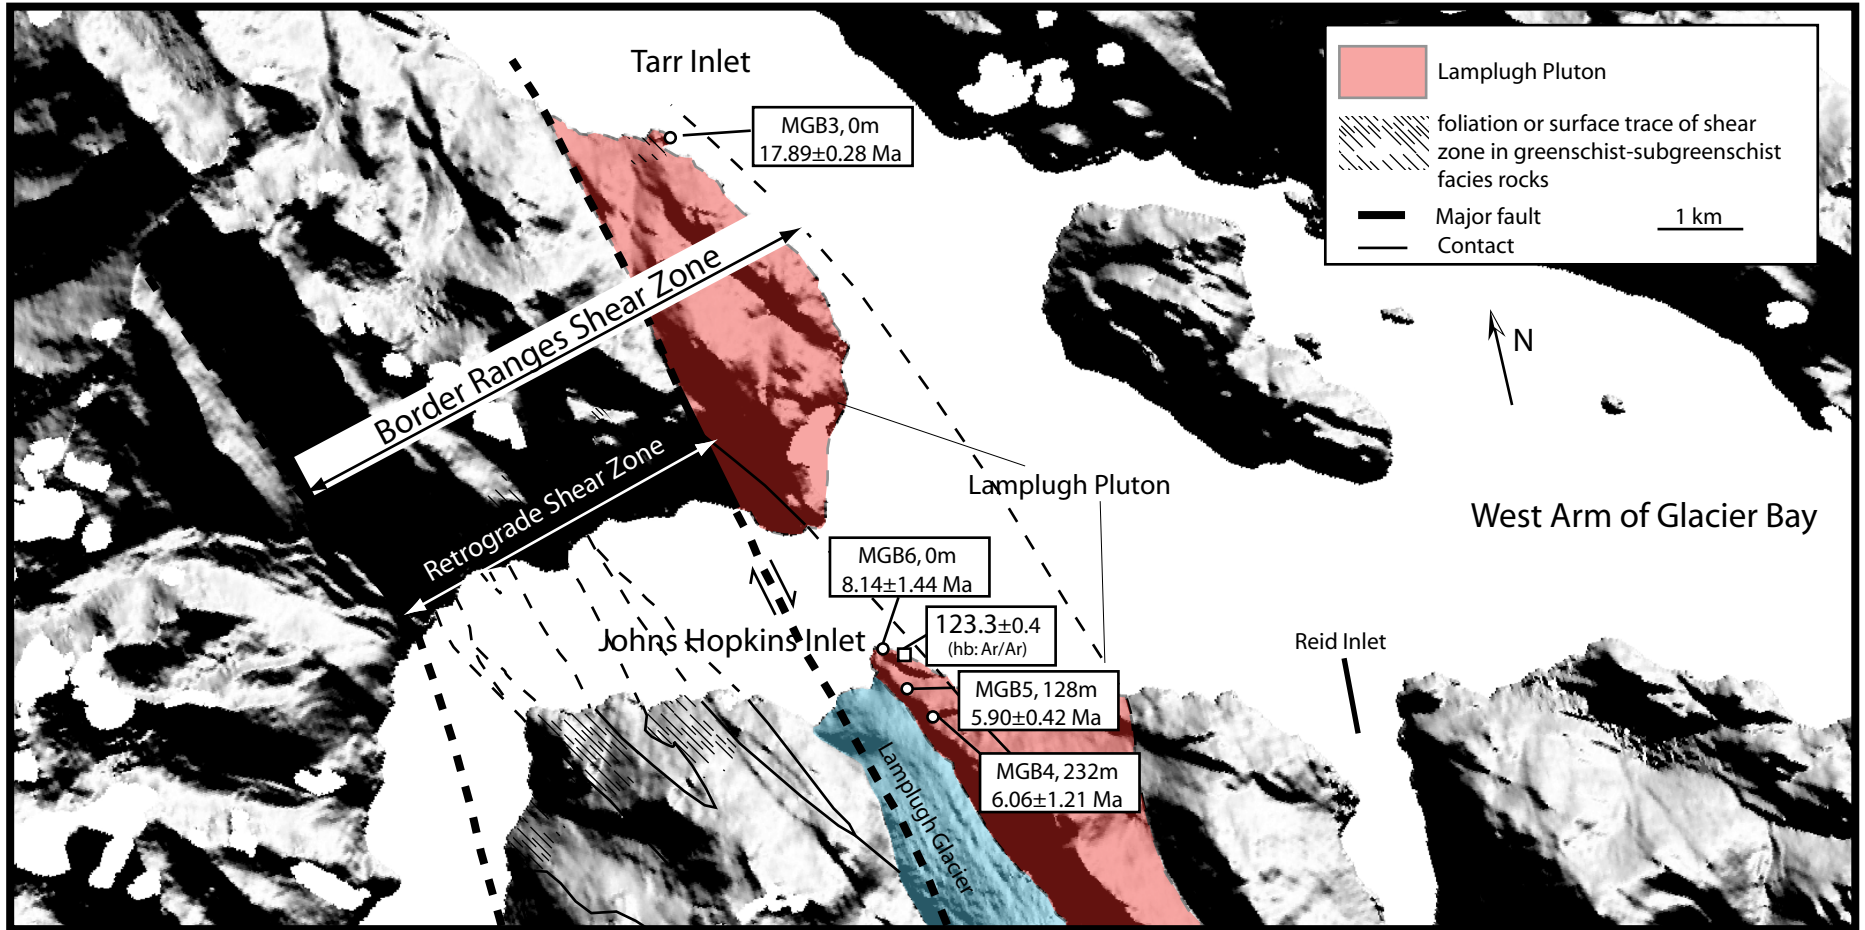 Tarr Inlet
MGB3, 0m
17.89±0.28 Ma
Lamplugh Pluton
foliation or surface trace of shear
zone in greenschist-subgreenschist
facies rocks
Major fault
1 km
Contact
N
Border Ranges Shear Zone
Retrograde Shear Zone
Lamplugh Pluton
West Arm of Glacier Bay
MGB6, 0m
8.14±1.44 Ma
Johns Hopkins Inlet
123.3±0.4
(hb: Ar/Ar)
Reid Inlet
MGB5, 128m
5.90±0.42 Ma
MGB4, 232m
6.06±1.21 Ma
Lamplugh Glacier